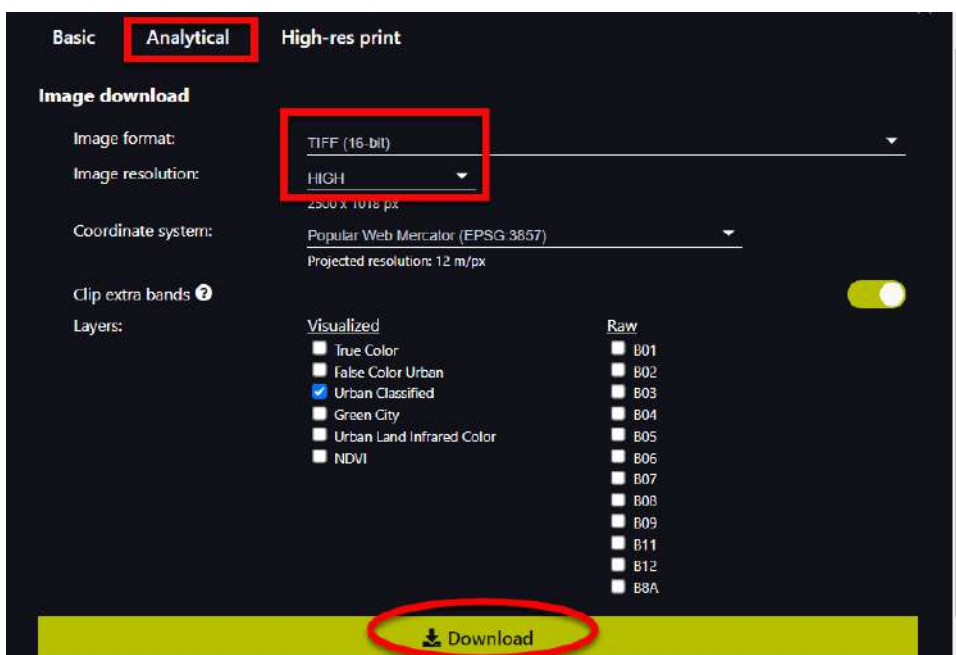 Basic Analytical High-res print
Image download
Image format: TIFF (16-bit)
Image resolution: HIGH
2500 x 1018 px
Coordinate system: Popular Web Mercator (EPSG:3857)
Projected resolution: 12 m/px
Clip extra bands ?
Layers: Visualized Raw
True Color B01
False Color Urban B02
Urban Classified B03
Green City B04
Urban Land Infrared Color B05
NDVI B06
B07
B08
B09
B11
B12
B8A
Download